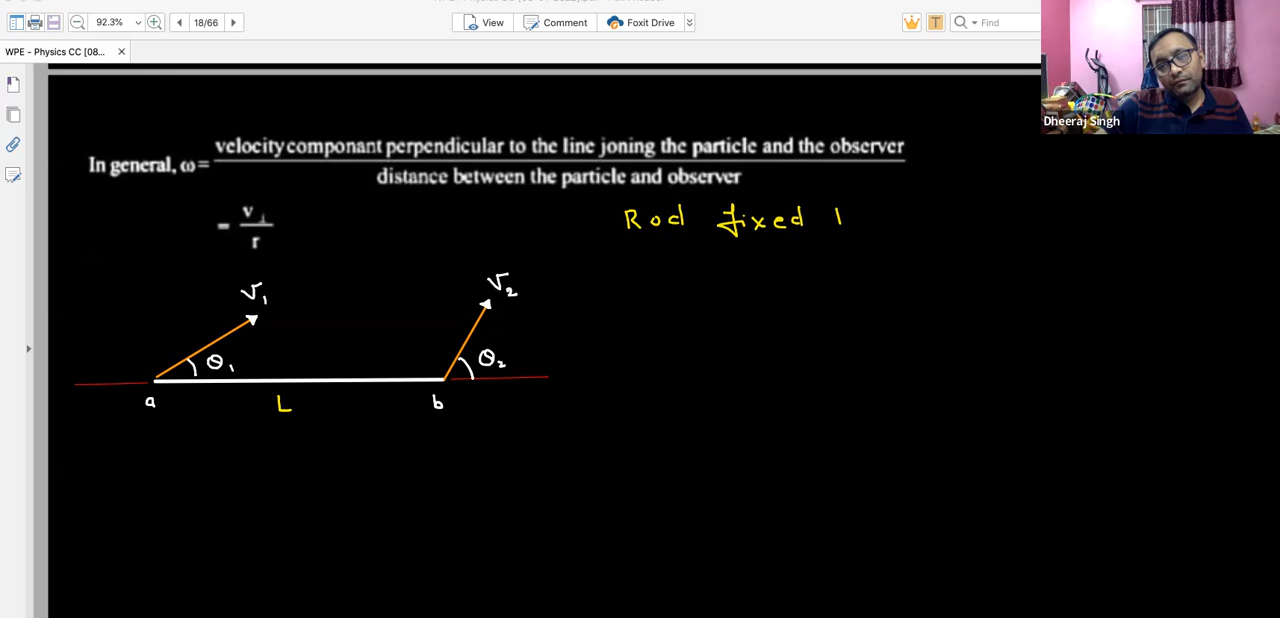 92.3%
18/66
View
Comment
Foxit Drive
T
Find
WPE - Physics CC [08...
Dheeraj Singh
In general, ω = velocity componant perpendicular to the line joning the particle and the observer
distance between the particle and observer
= v⊥
r
Rod fixed l
v₁
v₂
θ₁
θ₂
a
L
b